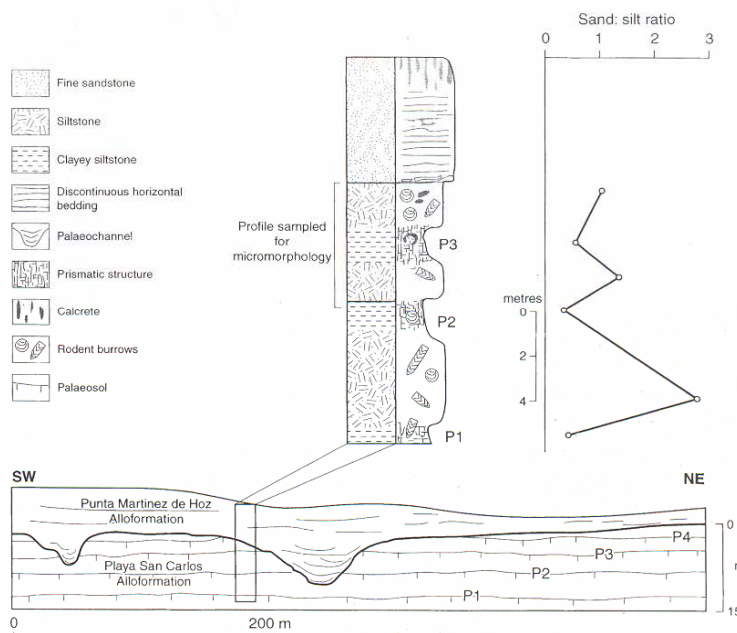 Sand: silt ratio
0 1 2 3
Fine sandstone
Siltstone
Clayey siltstone
Discontinuous horizontal
bedding
Palaeochannel
Prismatic structure
Calcrete
Rodent burrows
Palaeosol
Profile sampled
for
micromorphology
P3
P2
P1
metres
0
2
4
SW
NE
Punta Martinez de Hoz
Alloformation
Playa San Carlos
Alloformation
P4
P3
P2
P1
0
15
0 200 m